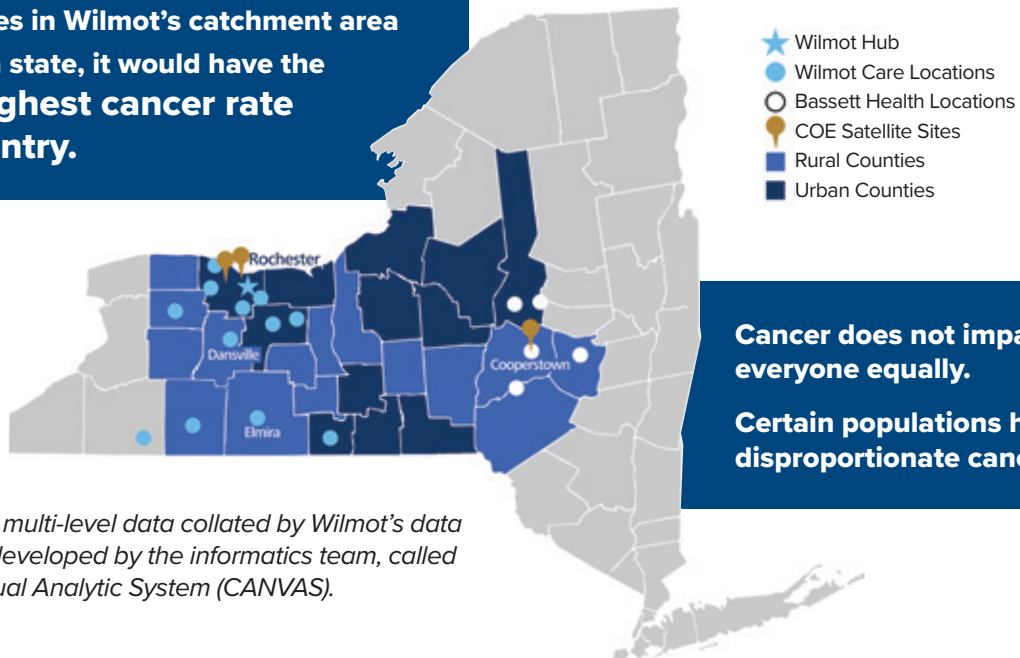 es in Wilmot's catchment area
state, it would have the
ghest cancer rate
ntry.
Wilmot Hub
Wilmot Care Locations
Bassett Health Locations
COE Satellite Sites
Rural Counties
Urban Counties
Rochester
Dansville
Cooperstown
Elmira
Cancer does not impa
everyone equally.
Certain populations h
disproportionate canc
multi-level data collated by Wilmot's data
developed by the informatics team, called
ual Analytic System (CANVAS).